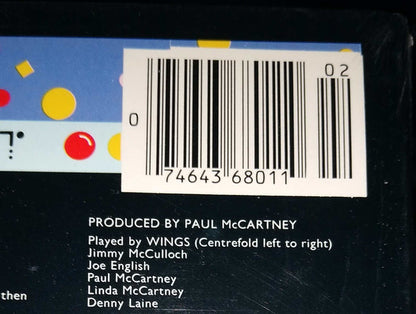 02
0
74643 68011
PRODUCED BY PAUL McCARTNEY
Played by WINGS (Centrefold left to right)
Jimmy McCulloch
Joe English
Paul McCartney
then Linda McCartney
Denny Laine